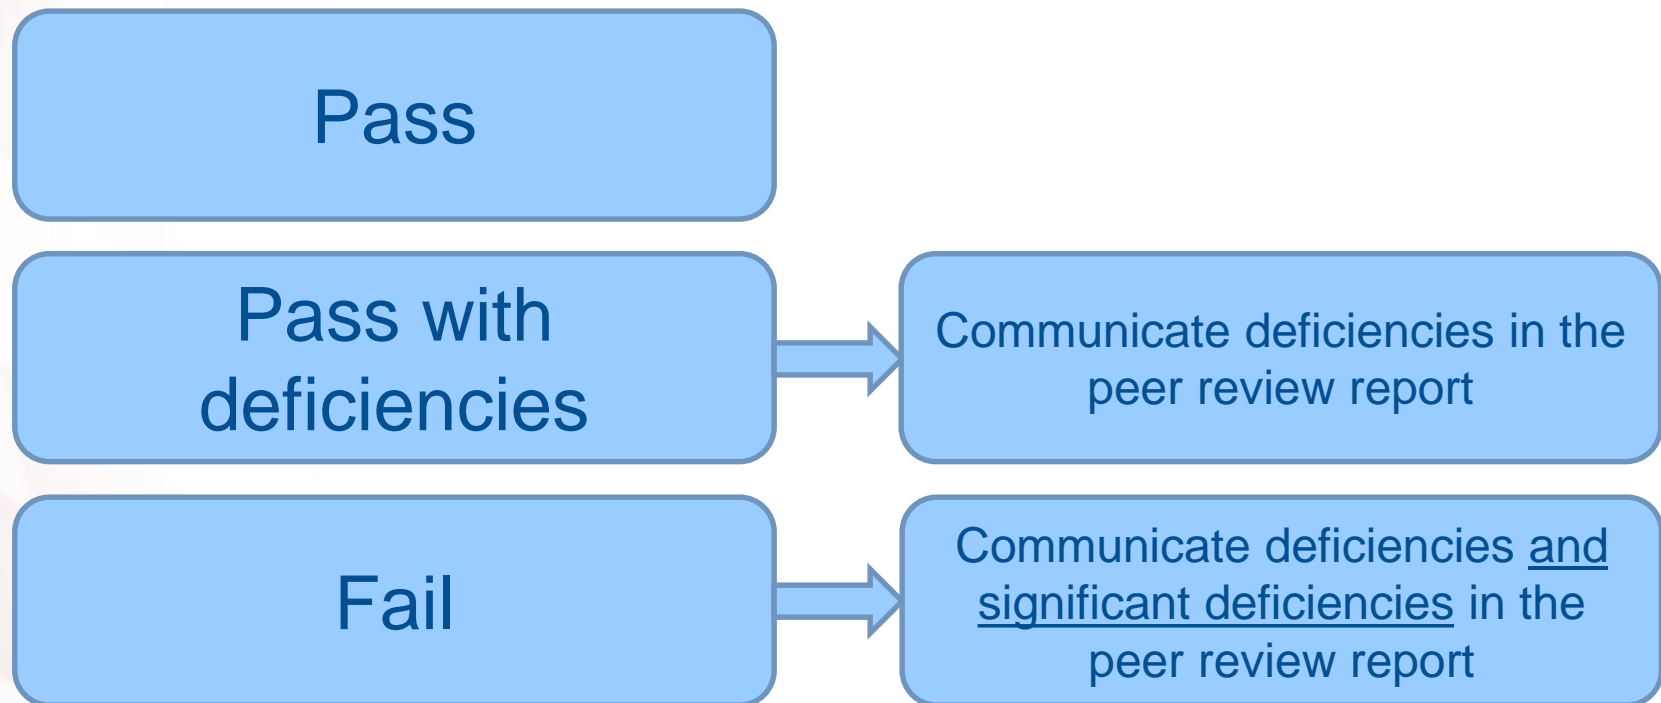 Pass
Pass with
deficiencies
Communicate deficiencies in the
peer review report
Fail
Communicate deficiencies and
significant deficiencies in the
peer review report